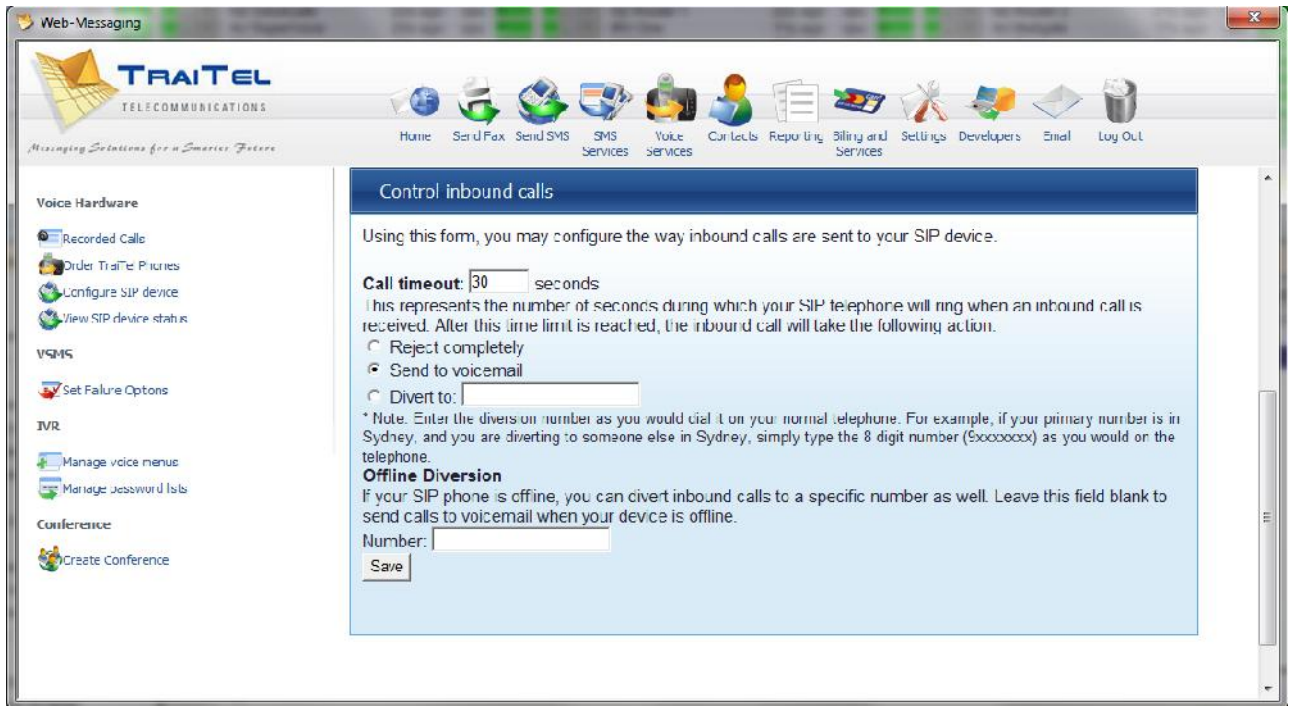 Web-Messaging
TRAITEL
TELECOMMUNICATIONS
Messaging Solutions for a Smarter Future
Home Send Fax Send SMS SMS Services Voice Services Contacts Reporting Billing and Services Settings Developers Email Log Out
Voice Hardware
Recorded Calls
Order TraiTel Phones
Configure SIP device
View SIP device status
VSMS
Set Failure Options
IVR
Manage voice menus
Manage password lists
Conference
Create Conference
Control inbound calls
Using this form, you may configure the way inbound calls are sent to your SIP device.
Call timeout: 30 seconds
This represents the number of seconds during which your SIP telephone will ring when an inbound call is
received. After this time limit is reached, the inbound call will take the following action.
Reject completely
Send to voicemail
Divert to:
* Note. Enter the diversion number as you would dial it on your normal telephone. For example, if your primary number is in
Sydney, and you are diverting to someone else in Sydney, simply type the 8 digit number (9xxxxxxx) as you would on the
telephone.
Offline Diversion
If your SIP phone is offline, you can divert inbound calls to a specific number as well. Leave this field blank to
send calls to voicemail when your device is offline.
Number:
Save